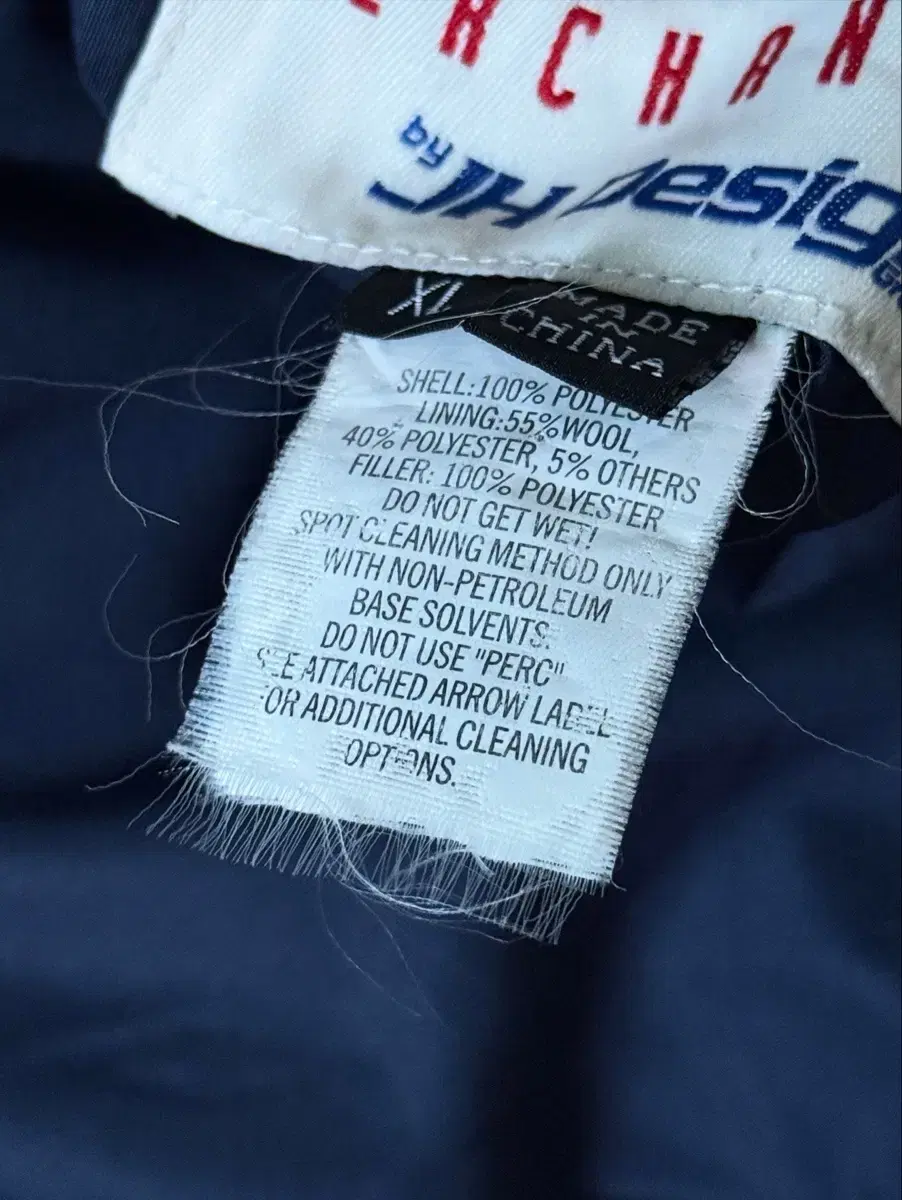 RCHAN
by JH Design
XL
MADE
IN
CHINA
SHELL:100% POLYESTER
LINING:55%WOOL,
40% POLYESTER, 5% OTHERS
FILLER: 100% POLYESTER
DO NOT GET WET!
SPOT CLEANING METHOD ONLY
WITH NON-PETROLEUM
BASE SOLVENTS.
DO NOT USE "PERC"
SEE ATTACHED ARROW LABEL
FOR ADDITIONAL CLEANING
OPTIONS.